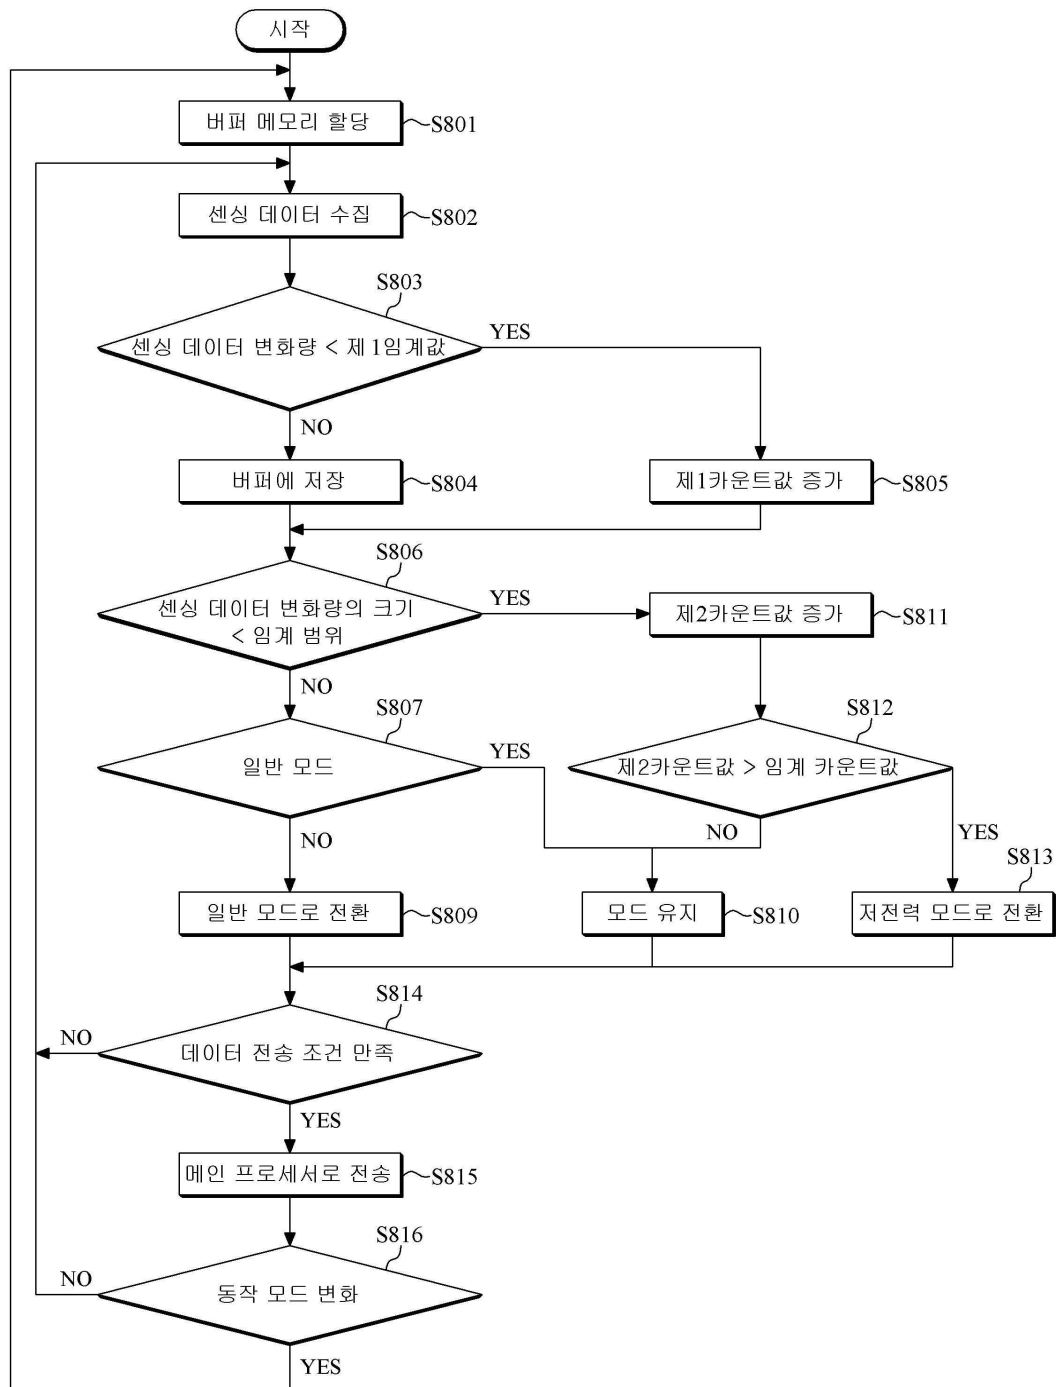 시작
버퍼 메모리 할당
S801
센싱 데이터 수집
S802
S803
센싱 데이터 변화량 < 제1임계값
YES
NO
버퍼에 저장
S804
제1카운트값 증가
S805
S806
센싱 데이터 변화량의 크기
< 임계 범위
YES
제2카운트값 증가
S811
NO
S807
일반 모드
YES
S812
제2카운트값 > 임계 카운트값
NO
YES
NO
일반 모드로 전환
S809
모드 유지
S810
S813
저전력 모드로 전환
S814
데이터 전송 조건 만족
NO
YES
메인 프로세서로 전송
S815
S816
동작 모드 변화
NO
YES